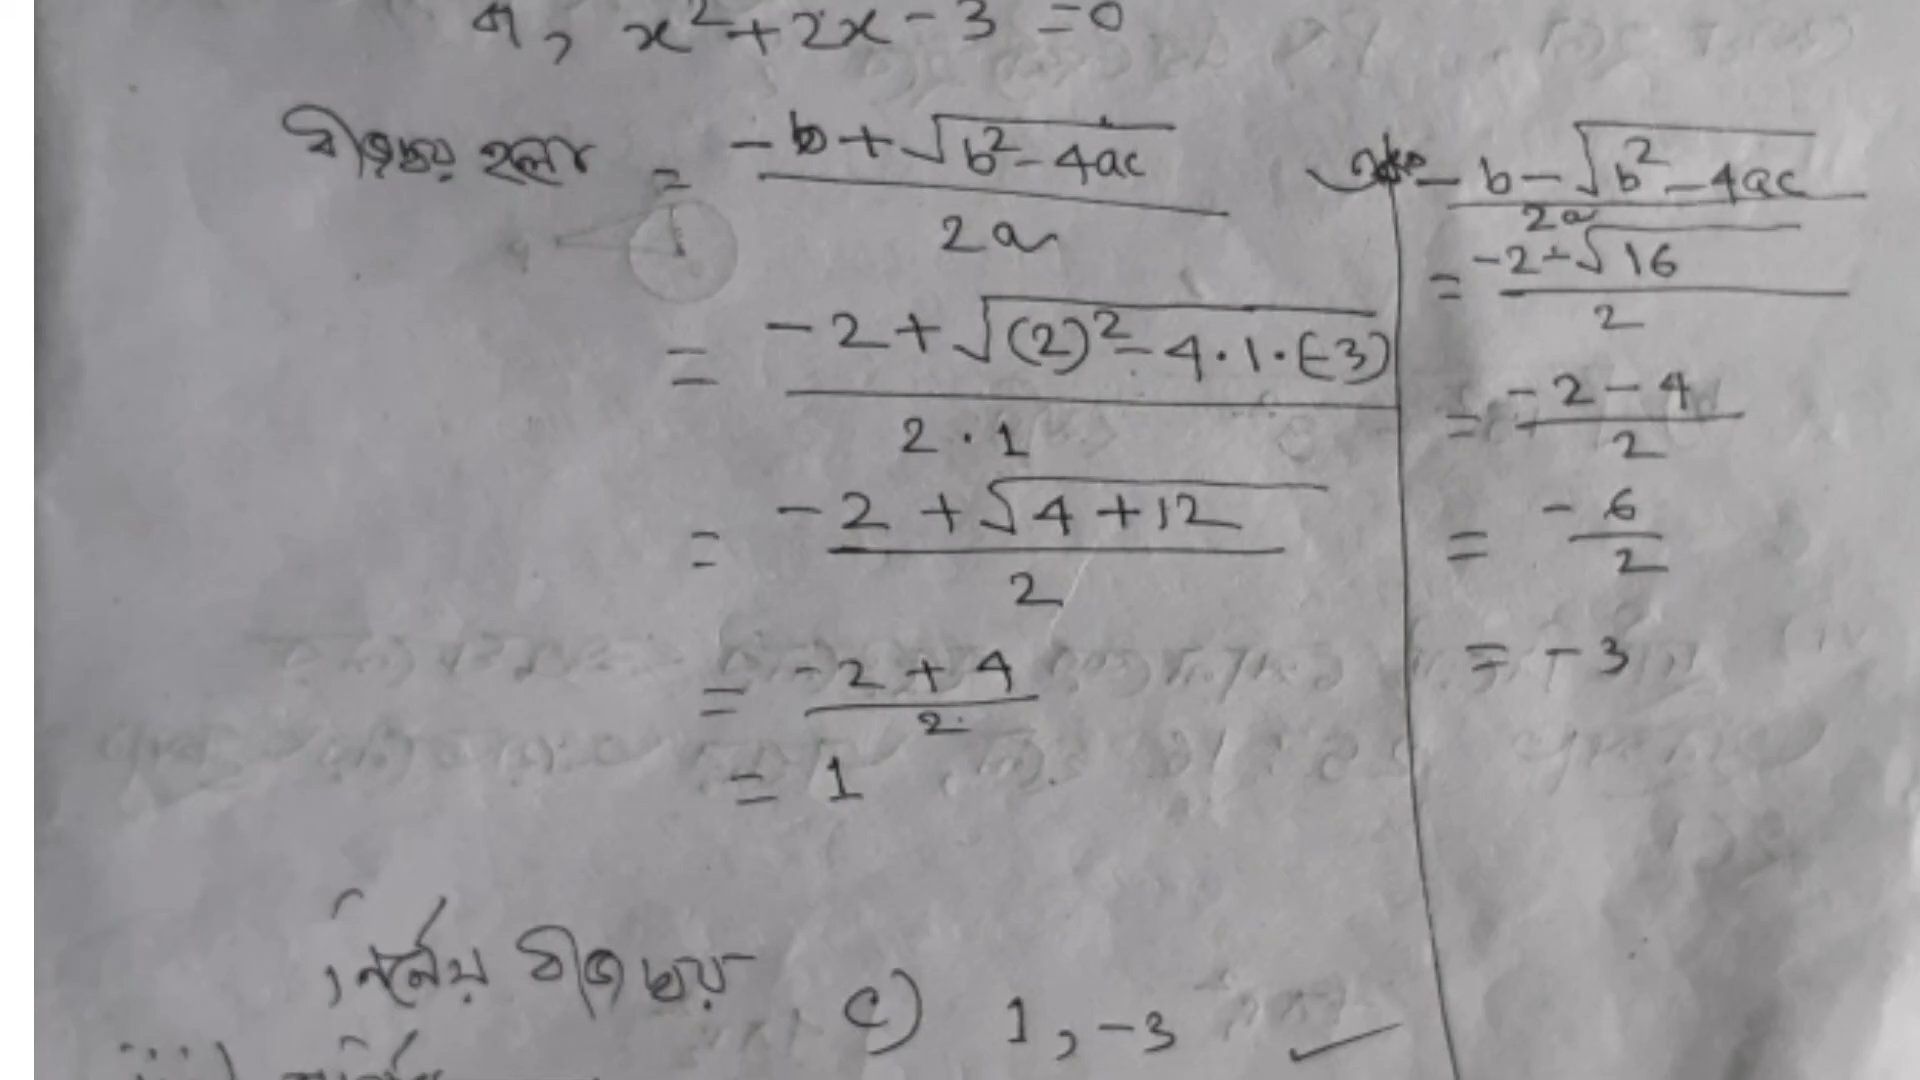 বা, x² + 2x - 3 = 0
বীজদ্বয় হলো = (-b + √(b² - 4ac)) / 2a
= (-2 + √((2)² - 4·1·(-3))) / 2·1
= (-2 + √(4 + 12)) / 2
= (-2 + 4) / 2
= 1
(-b - √(b² - 4ac)) / 2a
= (-2 - √16) / 2
= (-2 - 4) / 2
= -6 / 2
= -3
নির্ণেয় বীজদ্বয় c) 1, -3
iii)